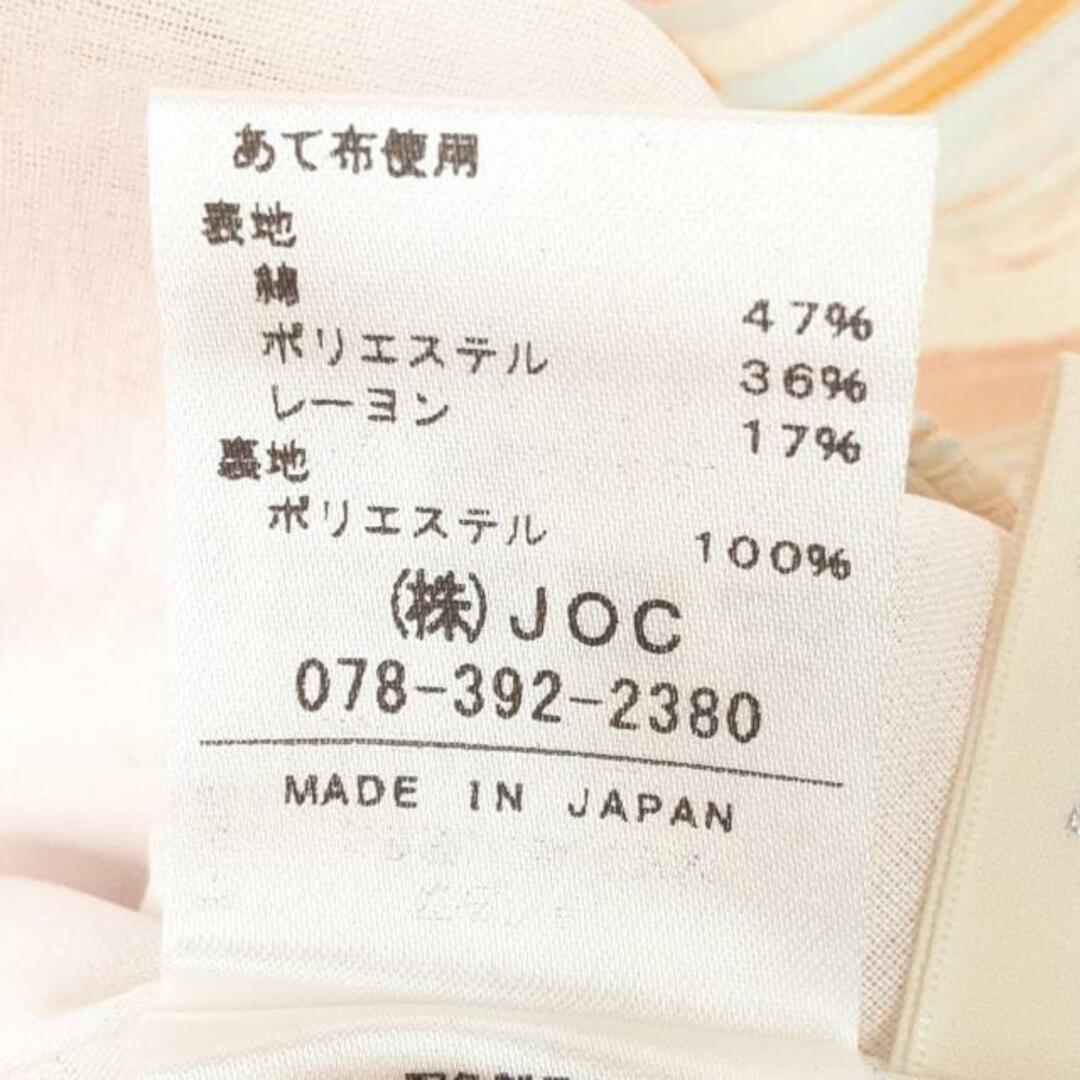 あて布使用
表地
綿 47%
ポリエステル 36%
レーヨン 17%
裏地
ポリエステル 100%
(株)JOC
078-392-2380
MADE IN JAPAN